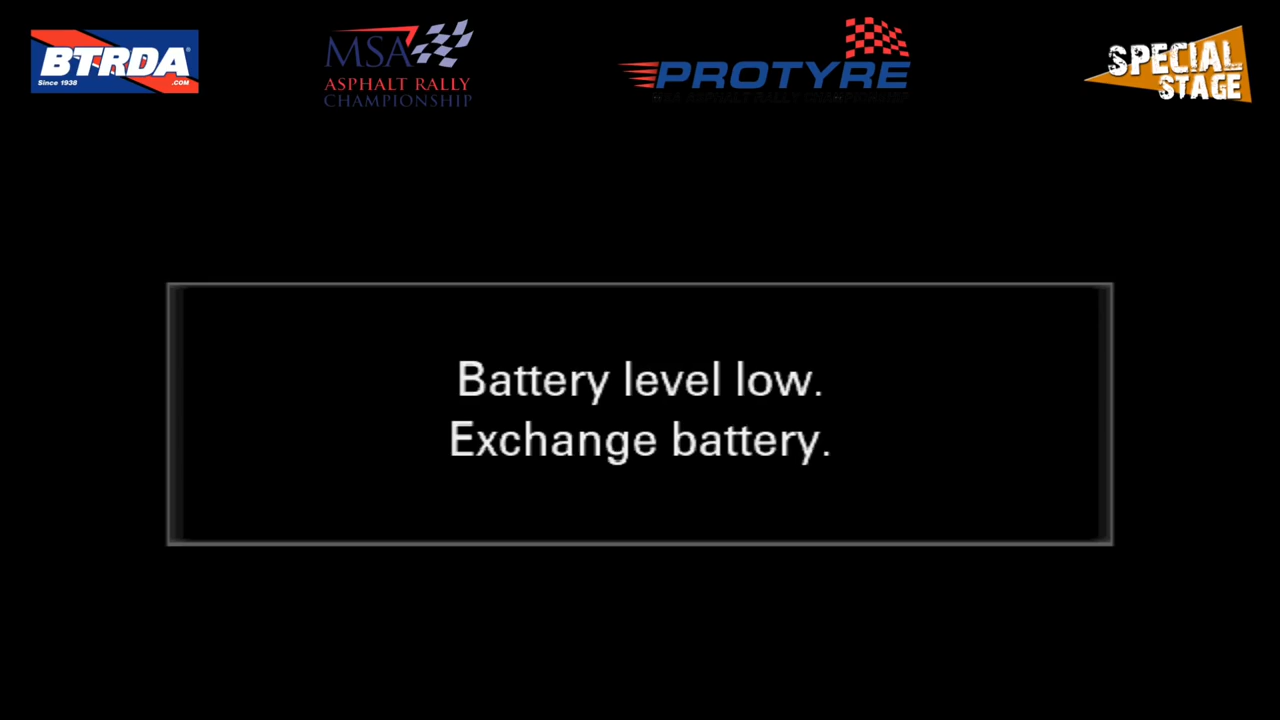 BTRDA
Since 1938
.COM
MSA
ASPHALT RALLY
CHAMPIONSHIP
PROTYRE
SPECIAL
STAGE
Battery level low.
Exchange battery.